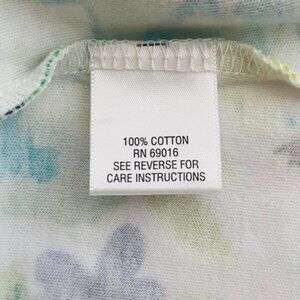 100% COTTON
RN 69016
SEE REVERSE FOR
CARE INSTRUCTIONS